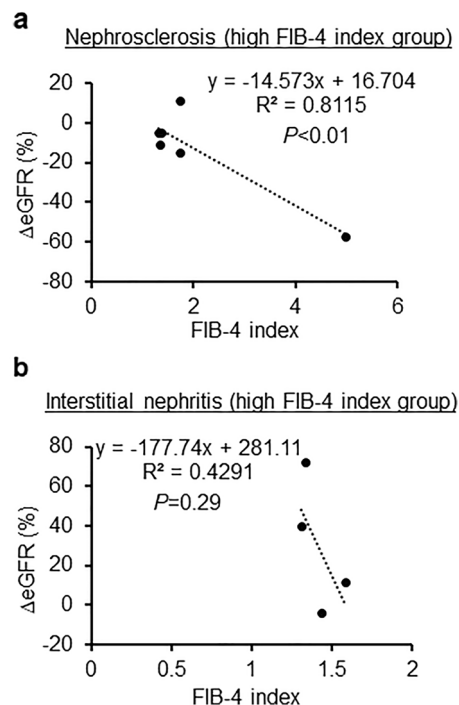 a
Nephrosclerosis (high FIB-4 index group)
y = -14.573x + 16.704
R² = 0.8115
P<0.01
20
0
-20
-40
-60
-80
ΔeGFR (%)
0 2 4 6
FIB-4 index
b
Interstitial nephritis (high FIB-4 index group)
y = -177.74x + 281.11
R² = 0.4291
P=0.29
80
60
40
20
0
-20
ΔeGFR (%)
0 0.5 1 1.5 2
FIB-4 index